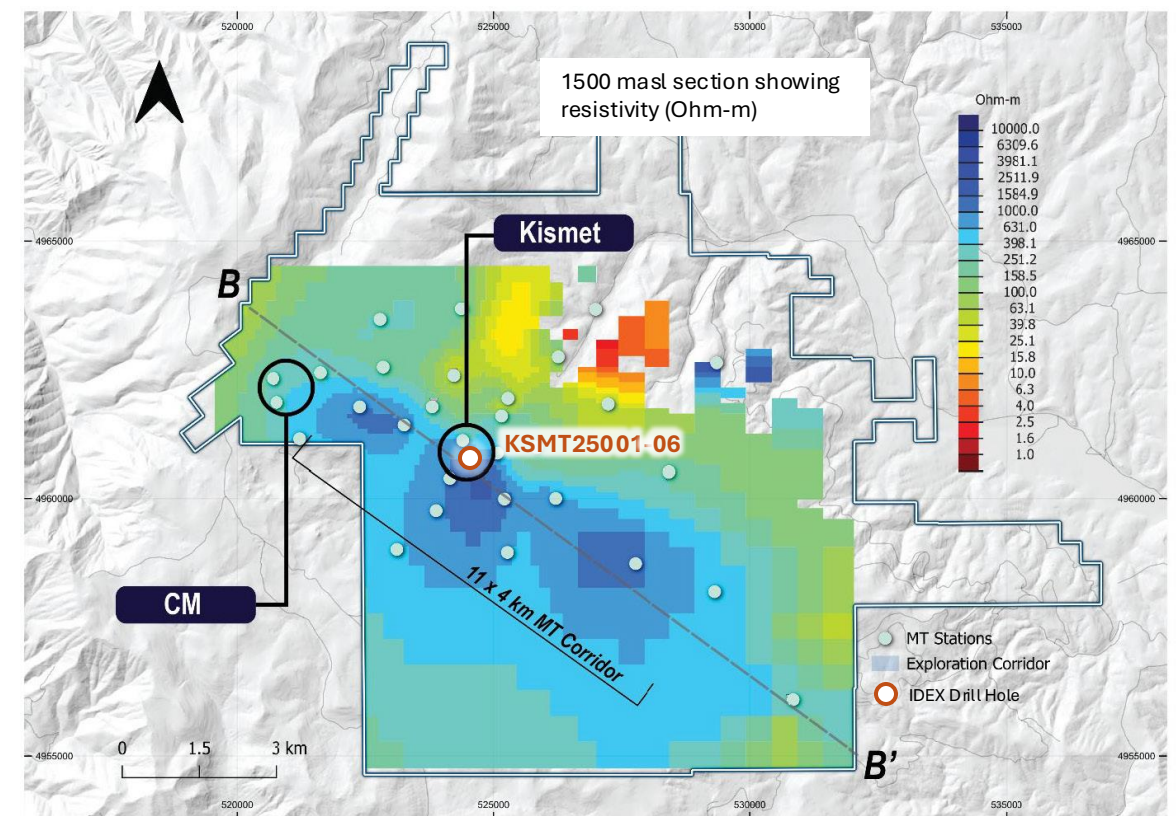 520000
525000
530000
535000
1500 masl section showing
resistivity (Ohm-m)
Ohm-m
10000.0
6309.6
3981.1
2511.9
1584.9
1000.0
631.0
398.1
251.2
158.5
100.0
63.1
39.8
25.1
15.8
10.0
6.3
4.0
2.5
1.6
1.0
4965000
4965000
Kismet
B
KSMT25001-06
4960000
4960000
11 x 4 km MT Corridor
CM
MT Stations
Exploration Corridor
IDEX Drill Hole
0 1.5 3 km
4955000
4955000
B'
520000
525000
530000
535000